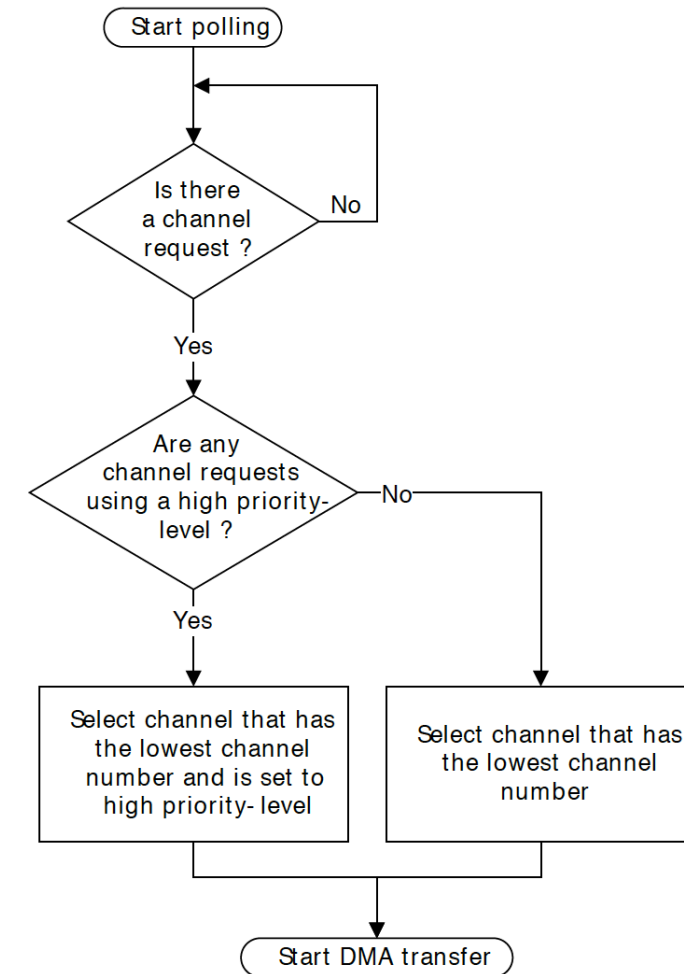 Start polling
Is there
a channel
request ?
No
Yes
Are any
channel requests
using a high priority-
level ?
No
Yes
Select channel that has
the lowest channel
number and is set to
high priority- level
Select channel that has
the lowest channel
number
Start DMA transfer